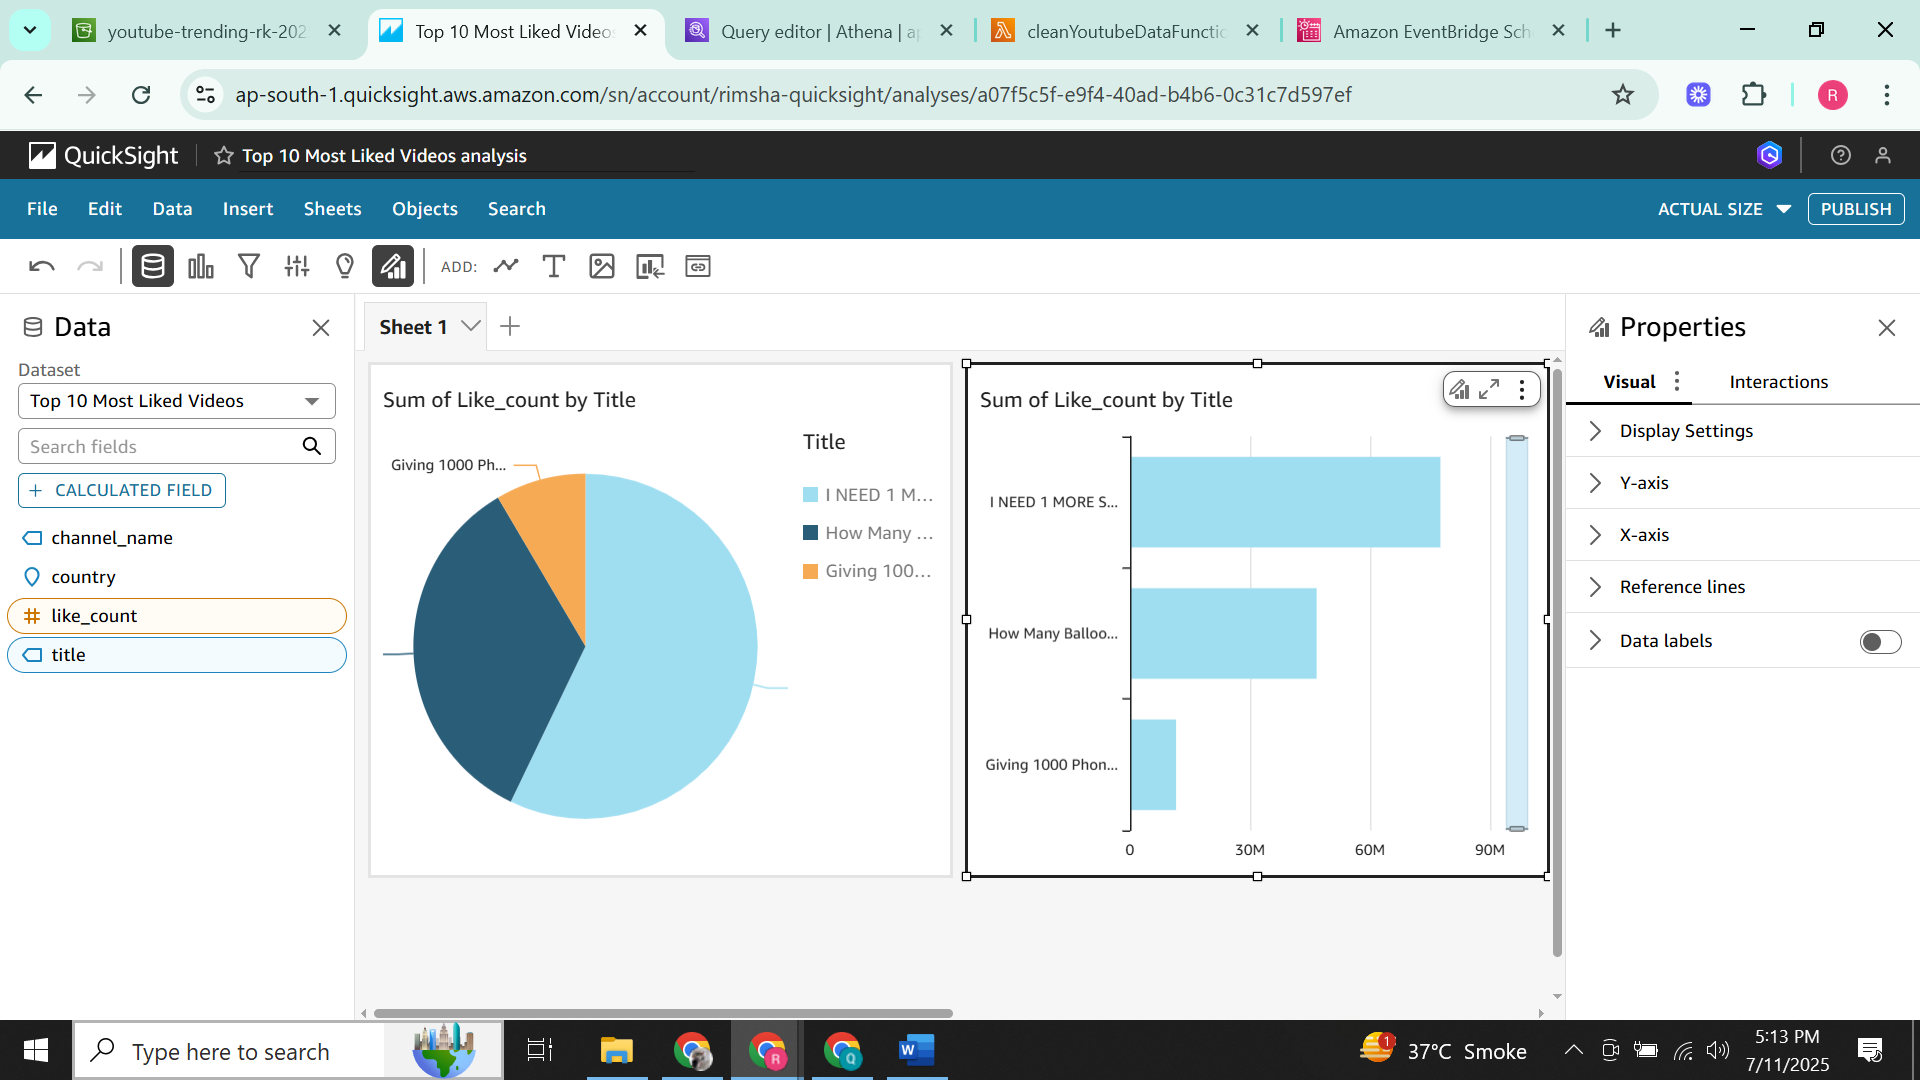 youtube-trending-rk-202
Top 10 Most Liked Videos
Query editor | Athena | a
cleanYoutubeDataFunctio
Amazon EventBridge Sch
ap-south-1.quicksight.aws.amazon.com/sn/account/rimsha-quicksight/analyses/a07f5c5f-e9f4-40ad-b4b6-0c31c7d597ef
R
QuickSight
Top 10 Most Liked Videos analysis
File Edit Data Insert Sheets Objects Search
ACTUAL SIZE
PUBLISH
ADD:
Data
Dataset
Top 10 Most Liked Videos
Search fields
+ CALCULATED FIELD
channel_name
country
like_count
title
Sheet 1
Sum of Like_count by Title
Giving 1000 Ph...
Title
I NEED 1 M...
How Many ...
Giving 100...
Sum of Like_count by Title
I NEED 1 MORE S...
How Many Balloo...
Giving 1000 Phon...
0 30M 60M 90M
Properties
Visual
Interactions
Display Settings
Y-axis
X-axis
Reference lines
Data labels
Type here to search
R
Q
W
1
37°C Smoke
5:13 PM
7/11/2025